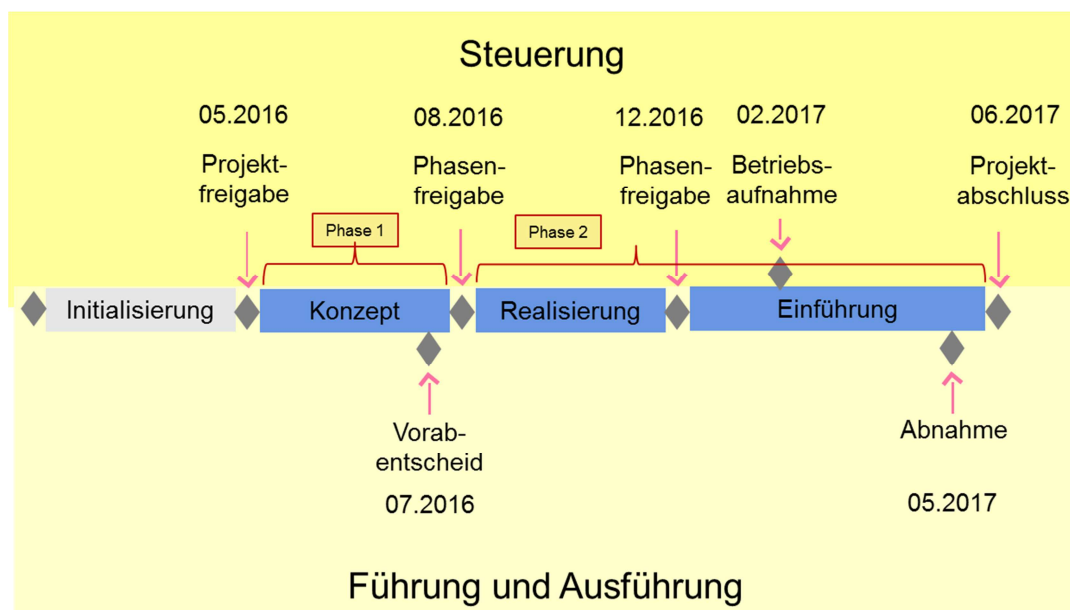 Steuerung
05.2016
08.2016
12.2016
02.2017
06.2017
Projekt-
freigabe
Phasen-
freigabe
Phasen-
freigabe
Betriebs-
aufnahme
Projekt-
abschluss
Phase 1
Phase 2
Initialisierung
Konzept
Realisierung
Einführung
Vorab-
entscheid
07.2016
Abnahme
05.2017
Führung und Ausführung